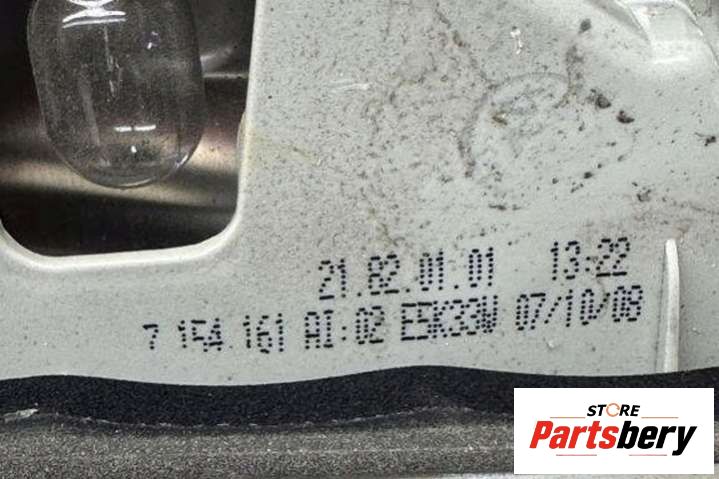 21.82.01.01 13:22
7 154 161 AI:02 E5K33W 07/10/08
STORE
Partsbery